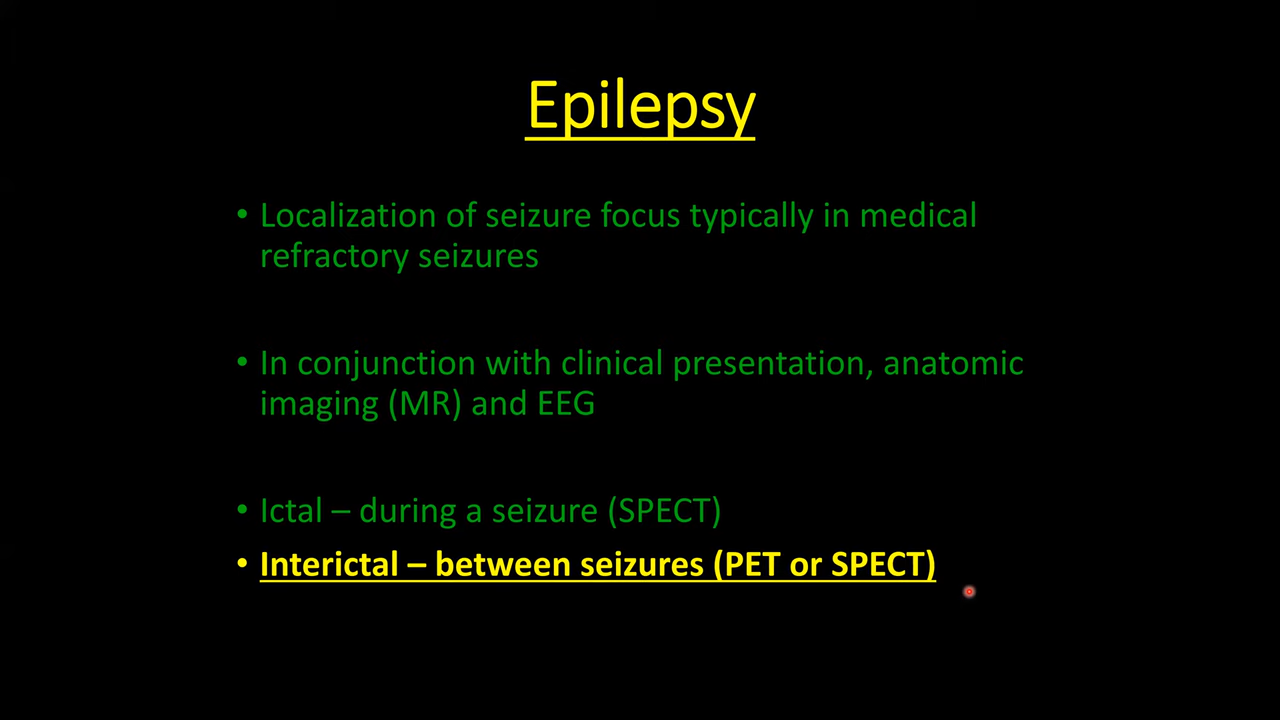 Epilepsy
• Localization of seizure focus typically in medical
refractory seizures
• In conjunction with clinical presentation, anatomic
imaging (MR) and EEG
• Ictal – during a seizure (SPECT)
• Interictal – between seizures (PET or SPECT)